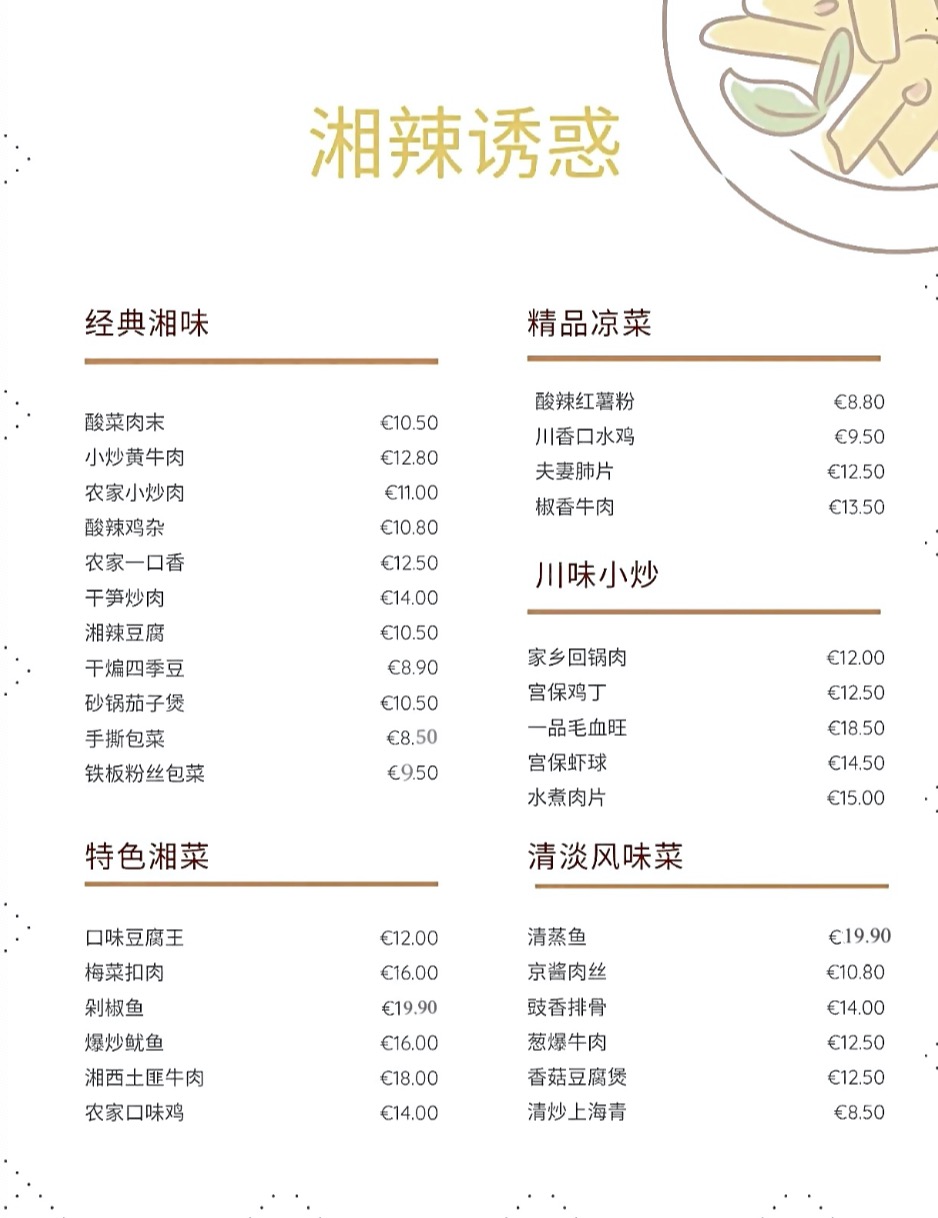 湘辣诱惑
经典湘味
酸菜肉末 €10.50
小炒黄牛肉 €12.80
农家小炒肉 €11.00
酸辣鸡杂 €10.80
农家一口香 €12.50
干笋炒肉 €14.00
湘辣豆腐 €10.50
干煸四季豆 €8.90
砂锅茄子煲 €10.50
手撕包菜 €8.50
铁板粉丝包菜 €9.50
特色湘菜
口味豆腐王 €12.00
梅菜扣肉 €16.00
剁椒鱼 €19.90
爆炒鱿鱼 €16.00
湘西土匪牛肉 €18.00
农家口味鸡 €14.00
精品凉菜
酸辣红薯粉 €8.80
川香口水鸡 €9.50
夫妻肺片 €12.50
椒香牛肉 €13.50
川味小炒
家乡回锅肉 €12.00
宫保鸡丁 €12.50
一品毛血旺 €18.50
宫保虾球 €14.50
水煮肉片 €15.00
清淡风味菜
清蒸鱼 €19.90
京酱肉丝 €10.80
豉香排骨 €14.00
葱爆牛肉 €12.50
香菇豆腐煲 €12.50
清炒上海青 €8.50